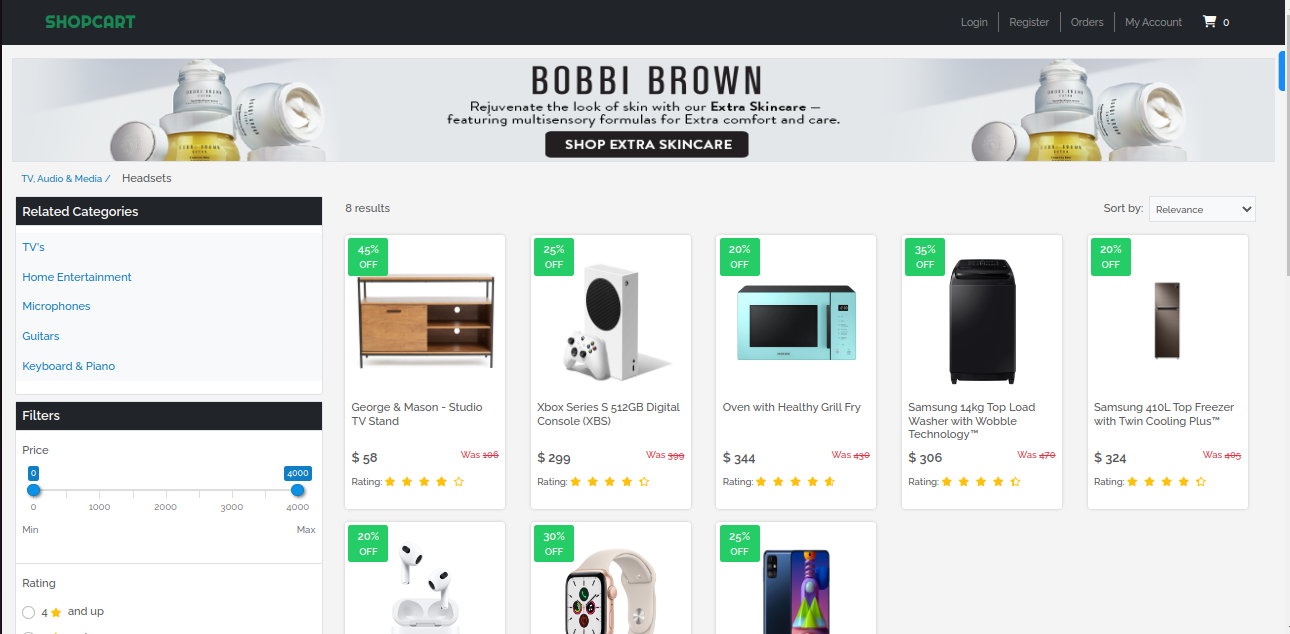 SHOPCART
Login
Register
Orders
My Account
0
BOBBI BROWN
Rejuvenate the look of skin with our Extra Skincare —
featuring multisensory formulas for Extra comfort and care.
SHOP EXTRA SKINCARE
TV, Audio & Media /
Headsets
Related Categories
TV's
Home Entertainment
Microphones
Guitars
Keyboard & Piano
Filters
Price
0
4000
0
1000
2000
3000
4000
Min
Max
Rating
4
and up
8 results
Sort by:
Relevance
45%
OFF
George & Mason - Studio
TV Stand
$ 58
Was 106
Rating:
25%
OFF
Xbox Series S 512GB Digital
Console (XBS)
$ 299
Was 399
Rating:
20%
OFF
Oven with Healthy Grill Fry
$ 344
Was 430
Rating:
35%
OFF
Samsung 14kg Top Load
Washer with Wobble
Technology™
$ 306
Was 470
Rating:
20%
OFF
Samsung 410L Top Freezer
with Twin Cooling Plus™
$ 324
Was 405
Rating:
20%
OFF
30%
OFF
25%
OFF